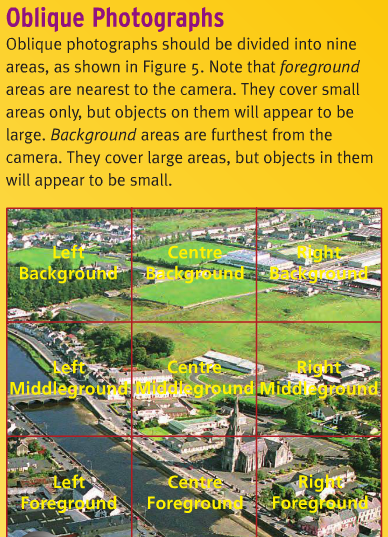 Oblique Photographs
Oblique photographs should be divided into nine
areas, as shown in Figure 5. Note that foreground
areas are nearest to the camera. They cover small
areas only, but objects on them will appear to be
large. Background areas are furthest from the
camera. They cover large areas, but objects in them
will appear to be small.
Left
Background
Centre
Background
Right
Background
Left
Middleground
Centre
Middleground
Right
Middleground
Left
Foreground
Centre
Foreground
Right
Foreground